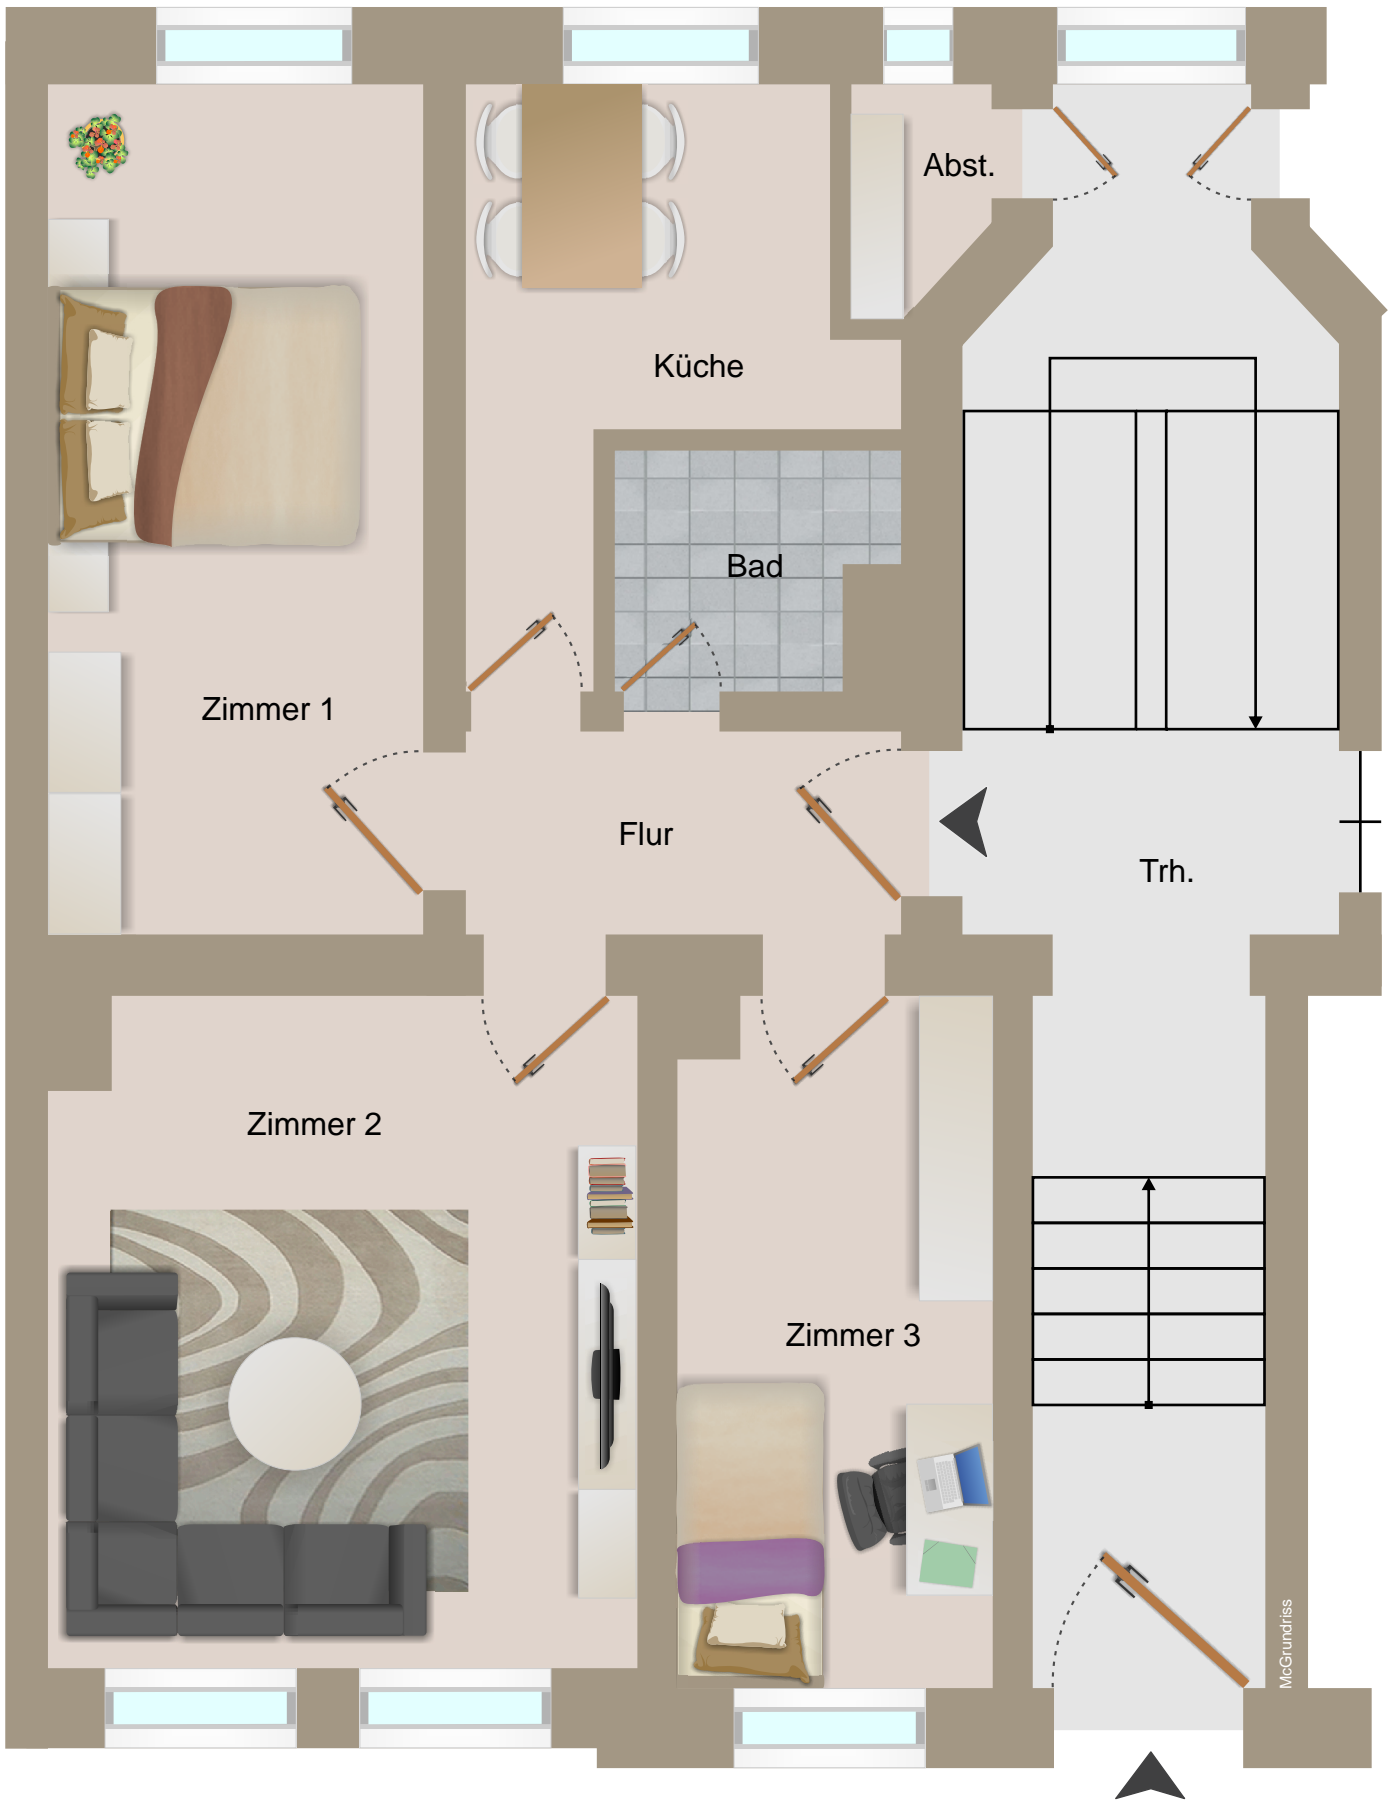 Abst.
Küche
Bad
Zimmer 1
Flur
Trh.
Zimmer 2
Zimmer 3
McGrundriss